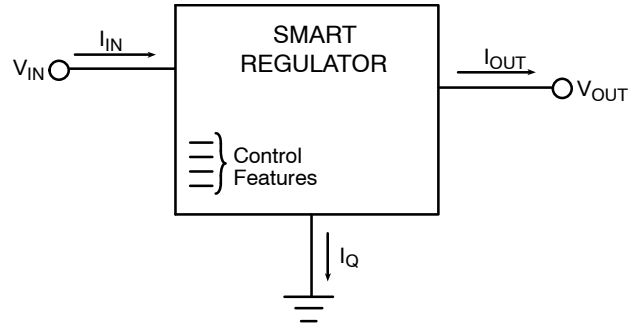 SMART
REGULATOR
I_IN
V_IN
I_OUT
V_OUT
Control
Features
I_Q